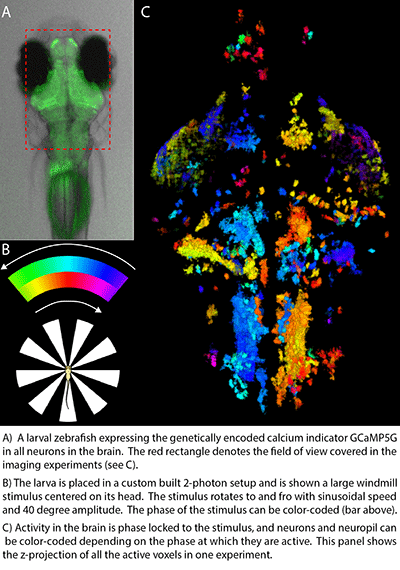 A
C
B
A) A larval zebrafish expressing the genetically encoded calcium indicator GCaMP5G
in all neurons in the brain. The red rectangle denotes the field of view covered in the
imaging experiments (see C).
B) The larva is placed in a custom built 2-photon setup and is shown a large windmill
stimulus centered on its head. The stimulus rotates to and fro with sinusoidal speed
and 40 degree amplitude. The phase of the stimulus can be color-coded (bar above).
C) Activity in the brain is phase locked to the stimulus, and neurons and neuropil can
be color-coded depending on the phase at which they are active. This panel shows
the z-projection of all the active voxels in one experiment.